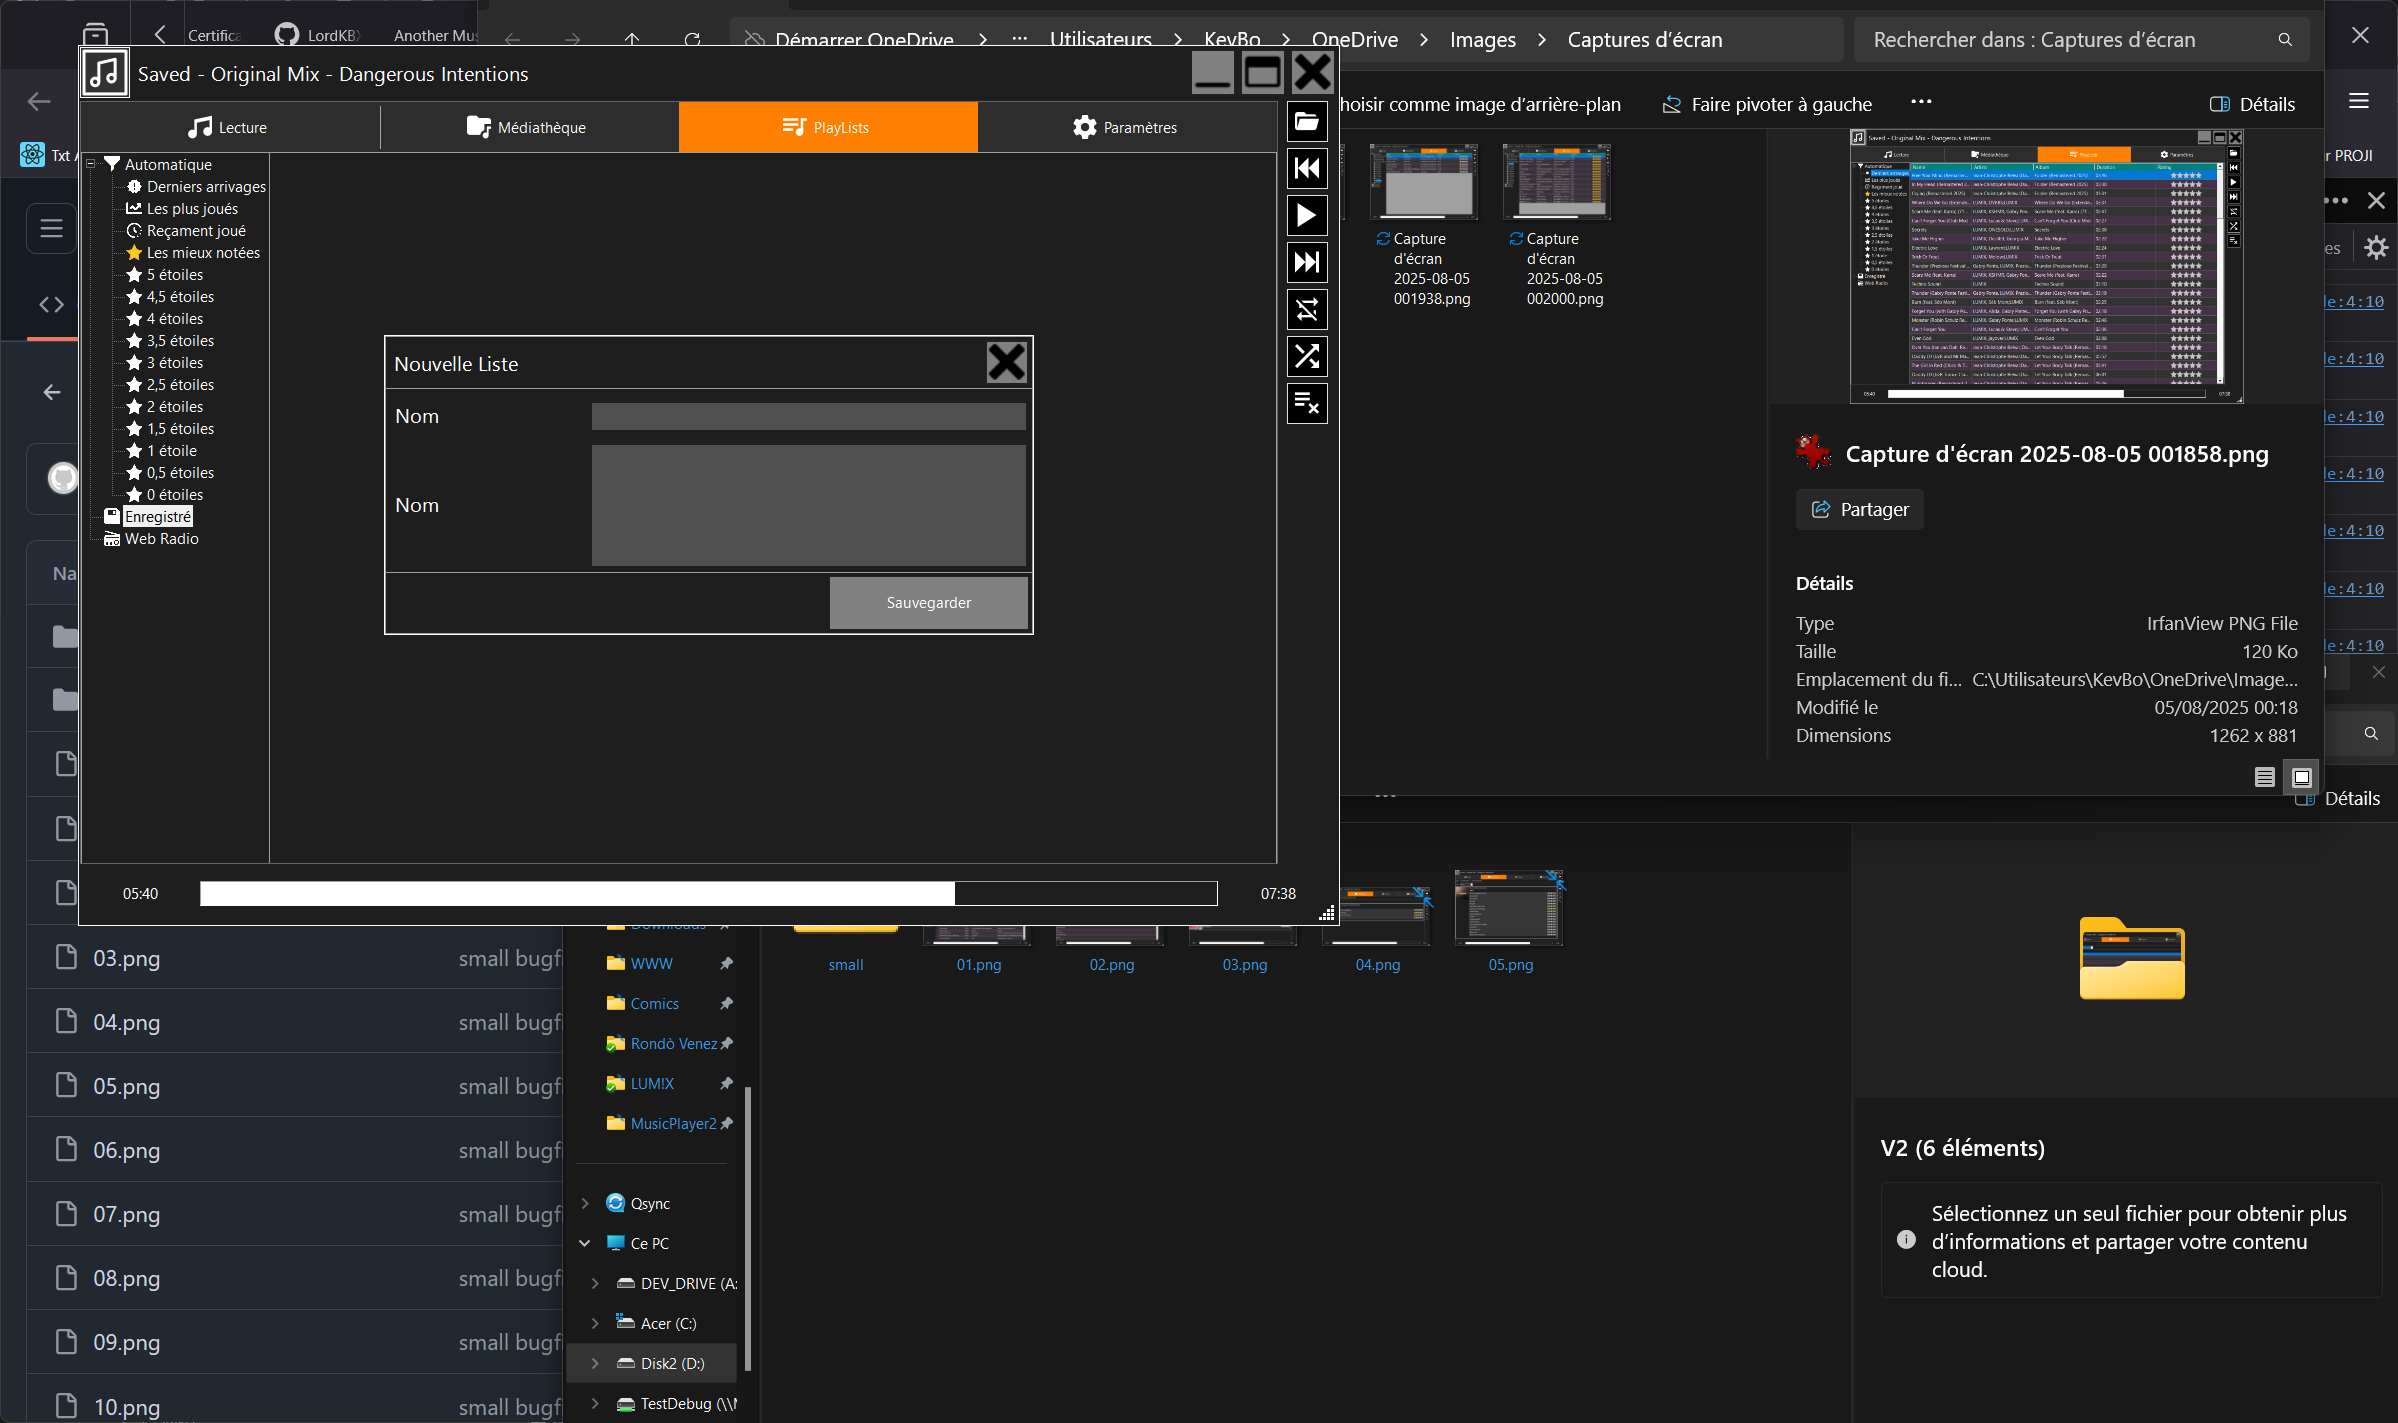 Certifica
LordKB
Another Mus
Démarrer OneDrive
Utilisateurs
KevBo
OneDrive
Images
Captures d’écran
Rechercher dans : Captures d’écran
Saved - Original Mix - Dangerous Intentions
hoisir comme image d’arrière-plan
Faire pivoter à gauche
Détails
Lecture
Médiathèque
PlayLists
Paramètres
Automatique
Derniers arrivages
Les plus joués
Reçament joué
Les mieux notées
5 étoiles
4,5 étoiles
4 étoiles
3,5 étoiles
3 étoiles
2,5 étoiles
2 étoiles
1,5 étoiles
1 étoile
0,5 étoiles
0 étoiles
Enregistré
Web Radio
Nouvelle Liste
Nom
Nom
Sauvegarder
05:40
07:38
Capture
d'écran
2025-08-05
001938.png
Capture
d'écran
2025-08-05
002000.png
Capture d'écran 2025-08-05 001858.png
Partager
Détails
Type
IrfanView PNG File
Taille
120 Ko
Emplacement du fi...
C:\Utilisateurs\KevBo\OneDrive\Image...
Modifié le
05/08/2025 00:18
Dimensions
1262 x 881
Txt A
r PROJI
es
le:4:10
le:4:10
le:4:10
le:4:10
le:4:10
le:4:10
le:4:10
Détails
Na
03.png
small bugfi
04.png
small bugfi
05.png
small bugfi
06.png
small bugfi
07.png
small bugfi
08.png
small bugfi
09.png
small bugfi
10.png
small bugfi
Downloads
WWW
Comics
Rondò Venez
LUM!X
MusicPlayer2
Qsync
Ce PC
DEV_DRIVE (A:
Acer (C:)
Disk2 (D:)
TestDebug (\\
small
01.png
02.png
03.png
04.png
05.png
V2 (6 éléments)
Sélectionnez un seul fichier pour obtenir plus
d’informations et partager votre contenu
cloud.